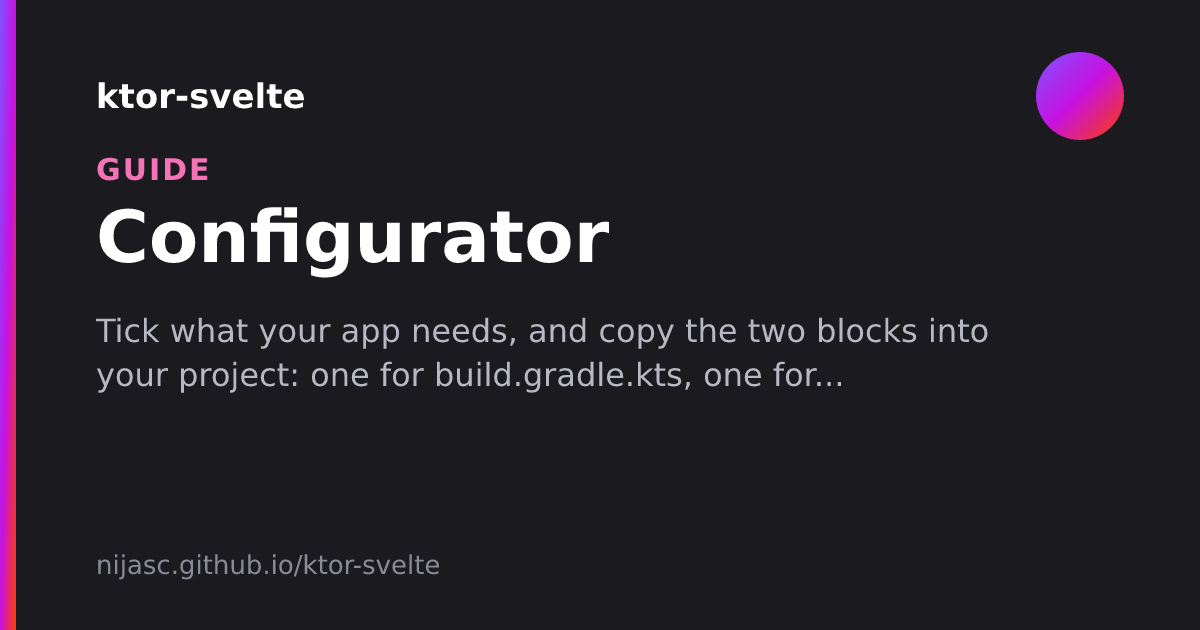 ktor-svelte
GUIDE
Configurator
Tick what your app needs, and copy the two blocks into
your project: one for build.gradle.kts, one for...
nijasc.github.io/ktor-svelte